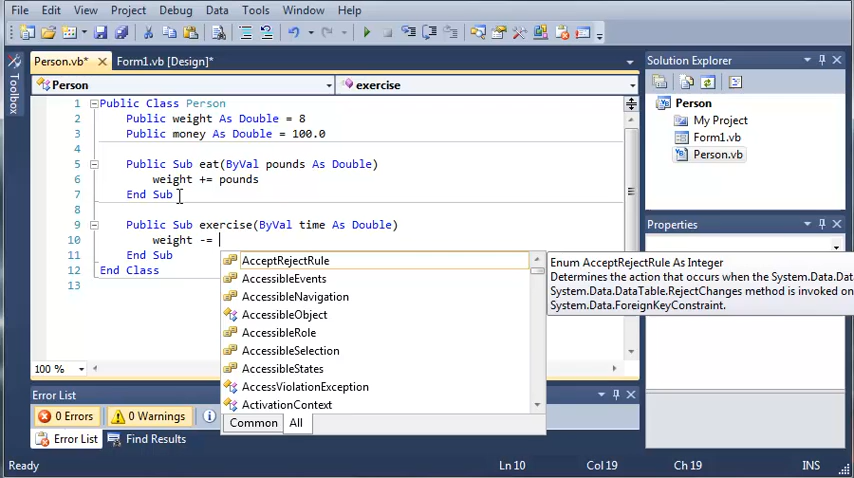 File Edit View Project Debug Data Tools Window Help
Person.vb* Form1.vb [Design]*
Toolbox
Person exercise
1 Public Class Person
2 Public weight As Double = 8
3 Public money As Double = 100.0
4
5 Public Sub eat(ByVal pounds As Double)
6 weight += pounds
7 End Sub
8
9 Public Sub exercise(ByVal time As Double)
10 weight -=
11 End Sub
12 End Class
13
AcceptRejectRule
AccessibleEvents
AccessibleNavigation
AccessibleObject
AccessibleRole
AccessibleSelection
AccessibleStates
AccessViolationException
ActivationContext
Common All
Enum AcceptRejectRule As Integer
Determines the action that occurs when the System.Data.Dat
System.Data.DataTable.RejectChanges method is invoked on
System.Data.ForeignKeyConstraint.
100 %
Solution Explorer
Person
My Project
Form1.vb
Person.vb
Properties
Error List
0 Errors 0 Warnings
Error List Find Results
Ready Ln 10 Col 19 Ch 19 INS